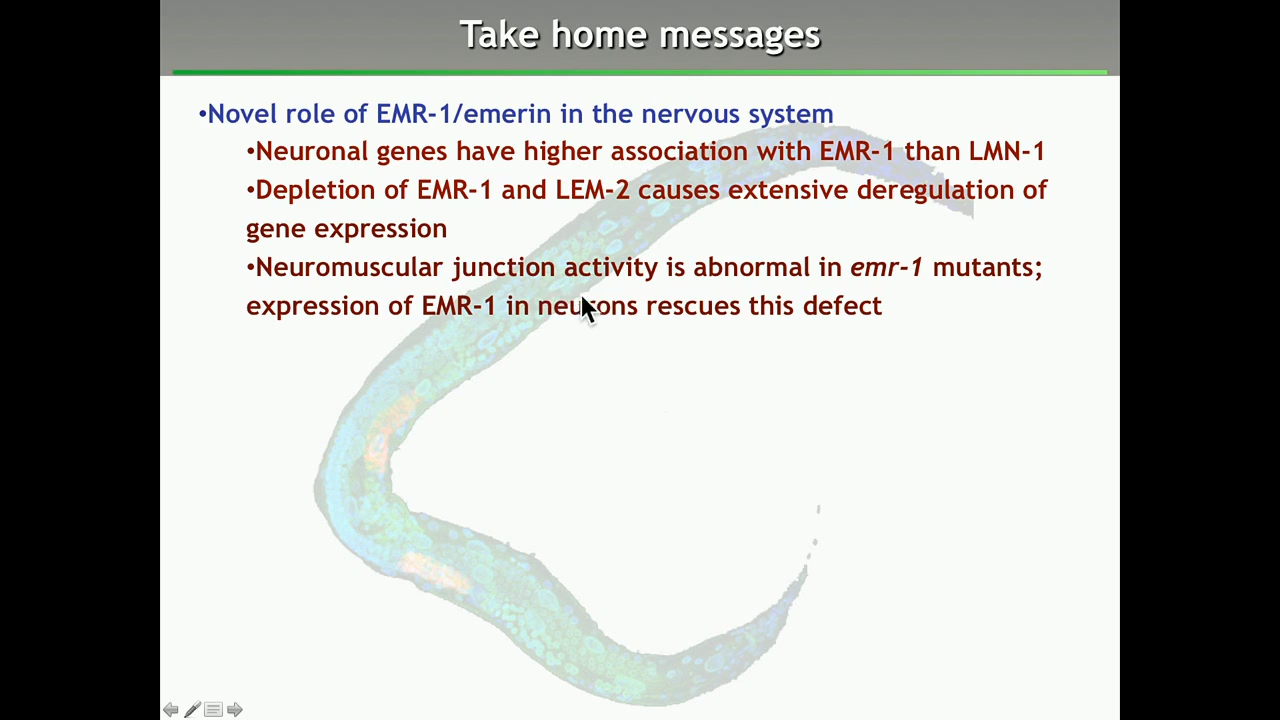 Take home messages
•Novel role of EMR-1/emerin in the nervous system
•Neuronal genes have higher association with EMR-1 than LMN-1
•Depletion of EMR-1 and LEM-2 causes extensive deregulation of
gene expression
•Neuromuscular junction activity is abnormal in emr-1 mutants;
expression of EMR-1 in neurons rescues this defect